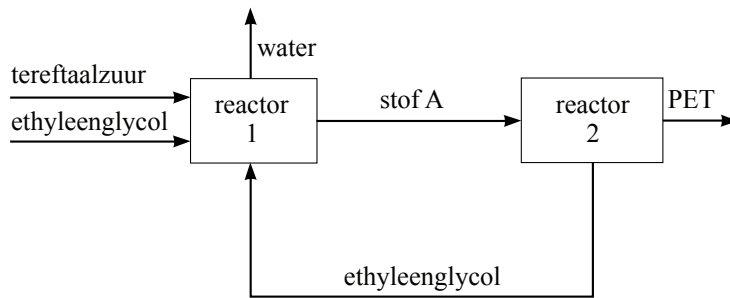 water
tereftaalzuur
ethyleenglycol
reactor
1
stof A
reactor
2
PET
ethyleenglycol